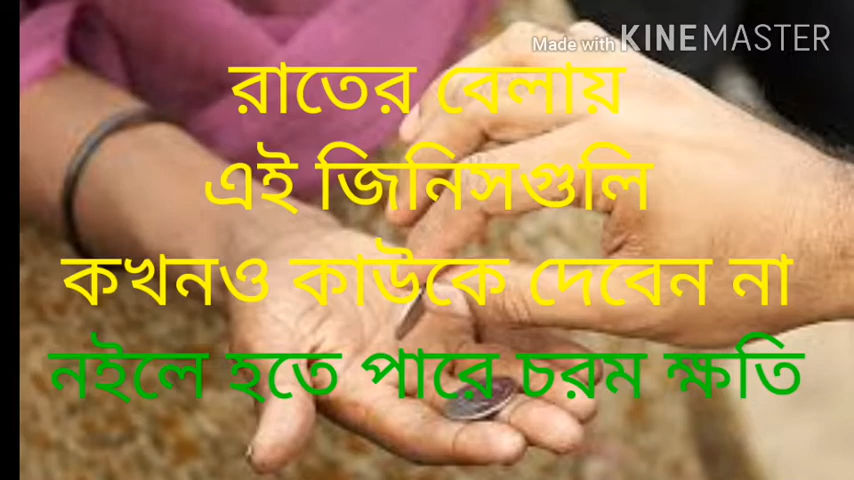 Made with KINEMASTER
রাতের বেলায়
এই জিনিসগুলি
কখনও কাউকে দেবেন না
নইলে হতে পারে চরম ক্ষতি